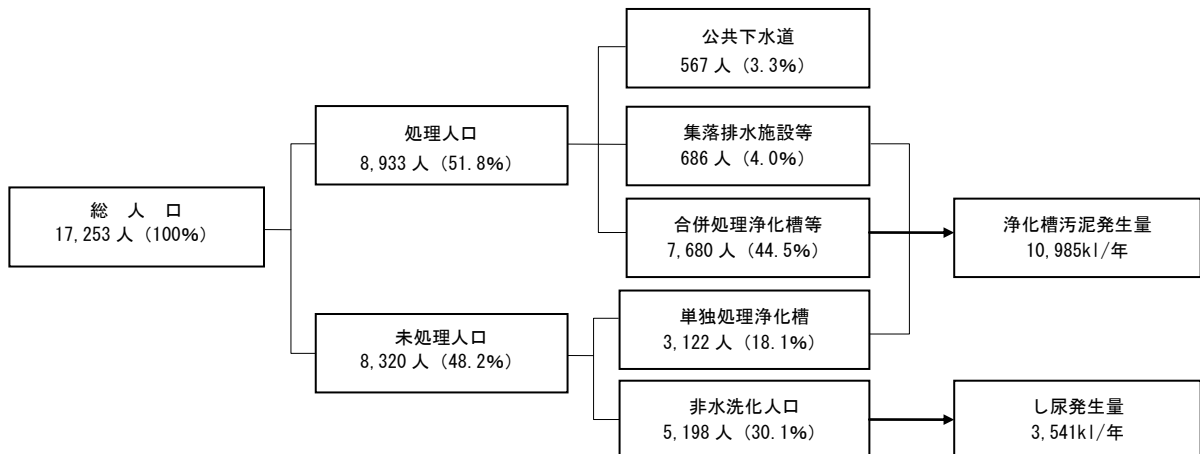 総 人 口
17,253 人（100%）
処理人口
8,933 人（51.8%）
未処理人口
8,320 人（48.2%）
公共下水道
567 人（3.3%）
集落排水施設等
686 人（4.0%）
合併処理浄化槽等
7,680 人（44.5%）
単独処理浄化槽
3,122 人（18.1%）
非水洗化人口
5,198 人（30.1%）
浄化槽汚泥発生量
10,985kl/年
し尿発生量
3,541kl/年